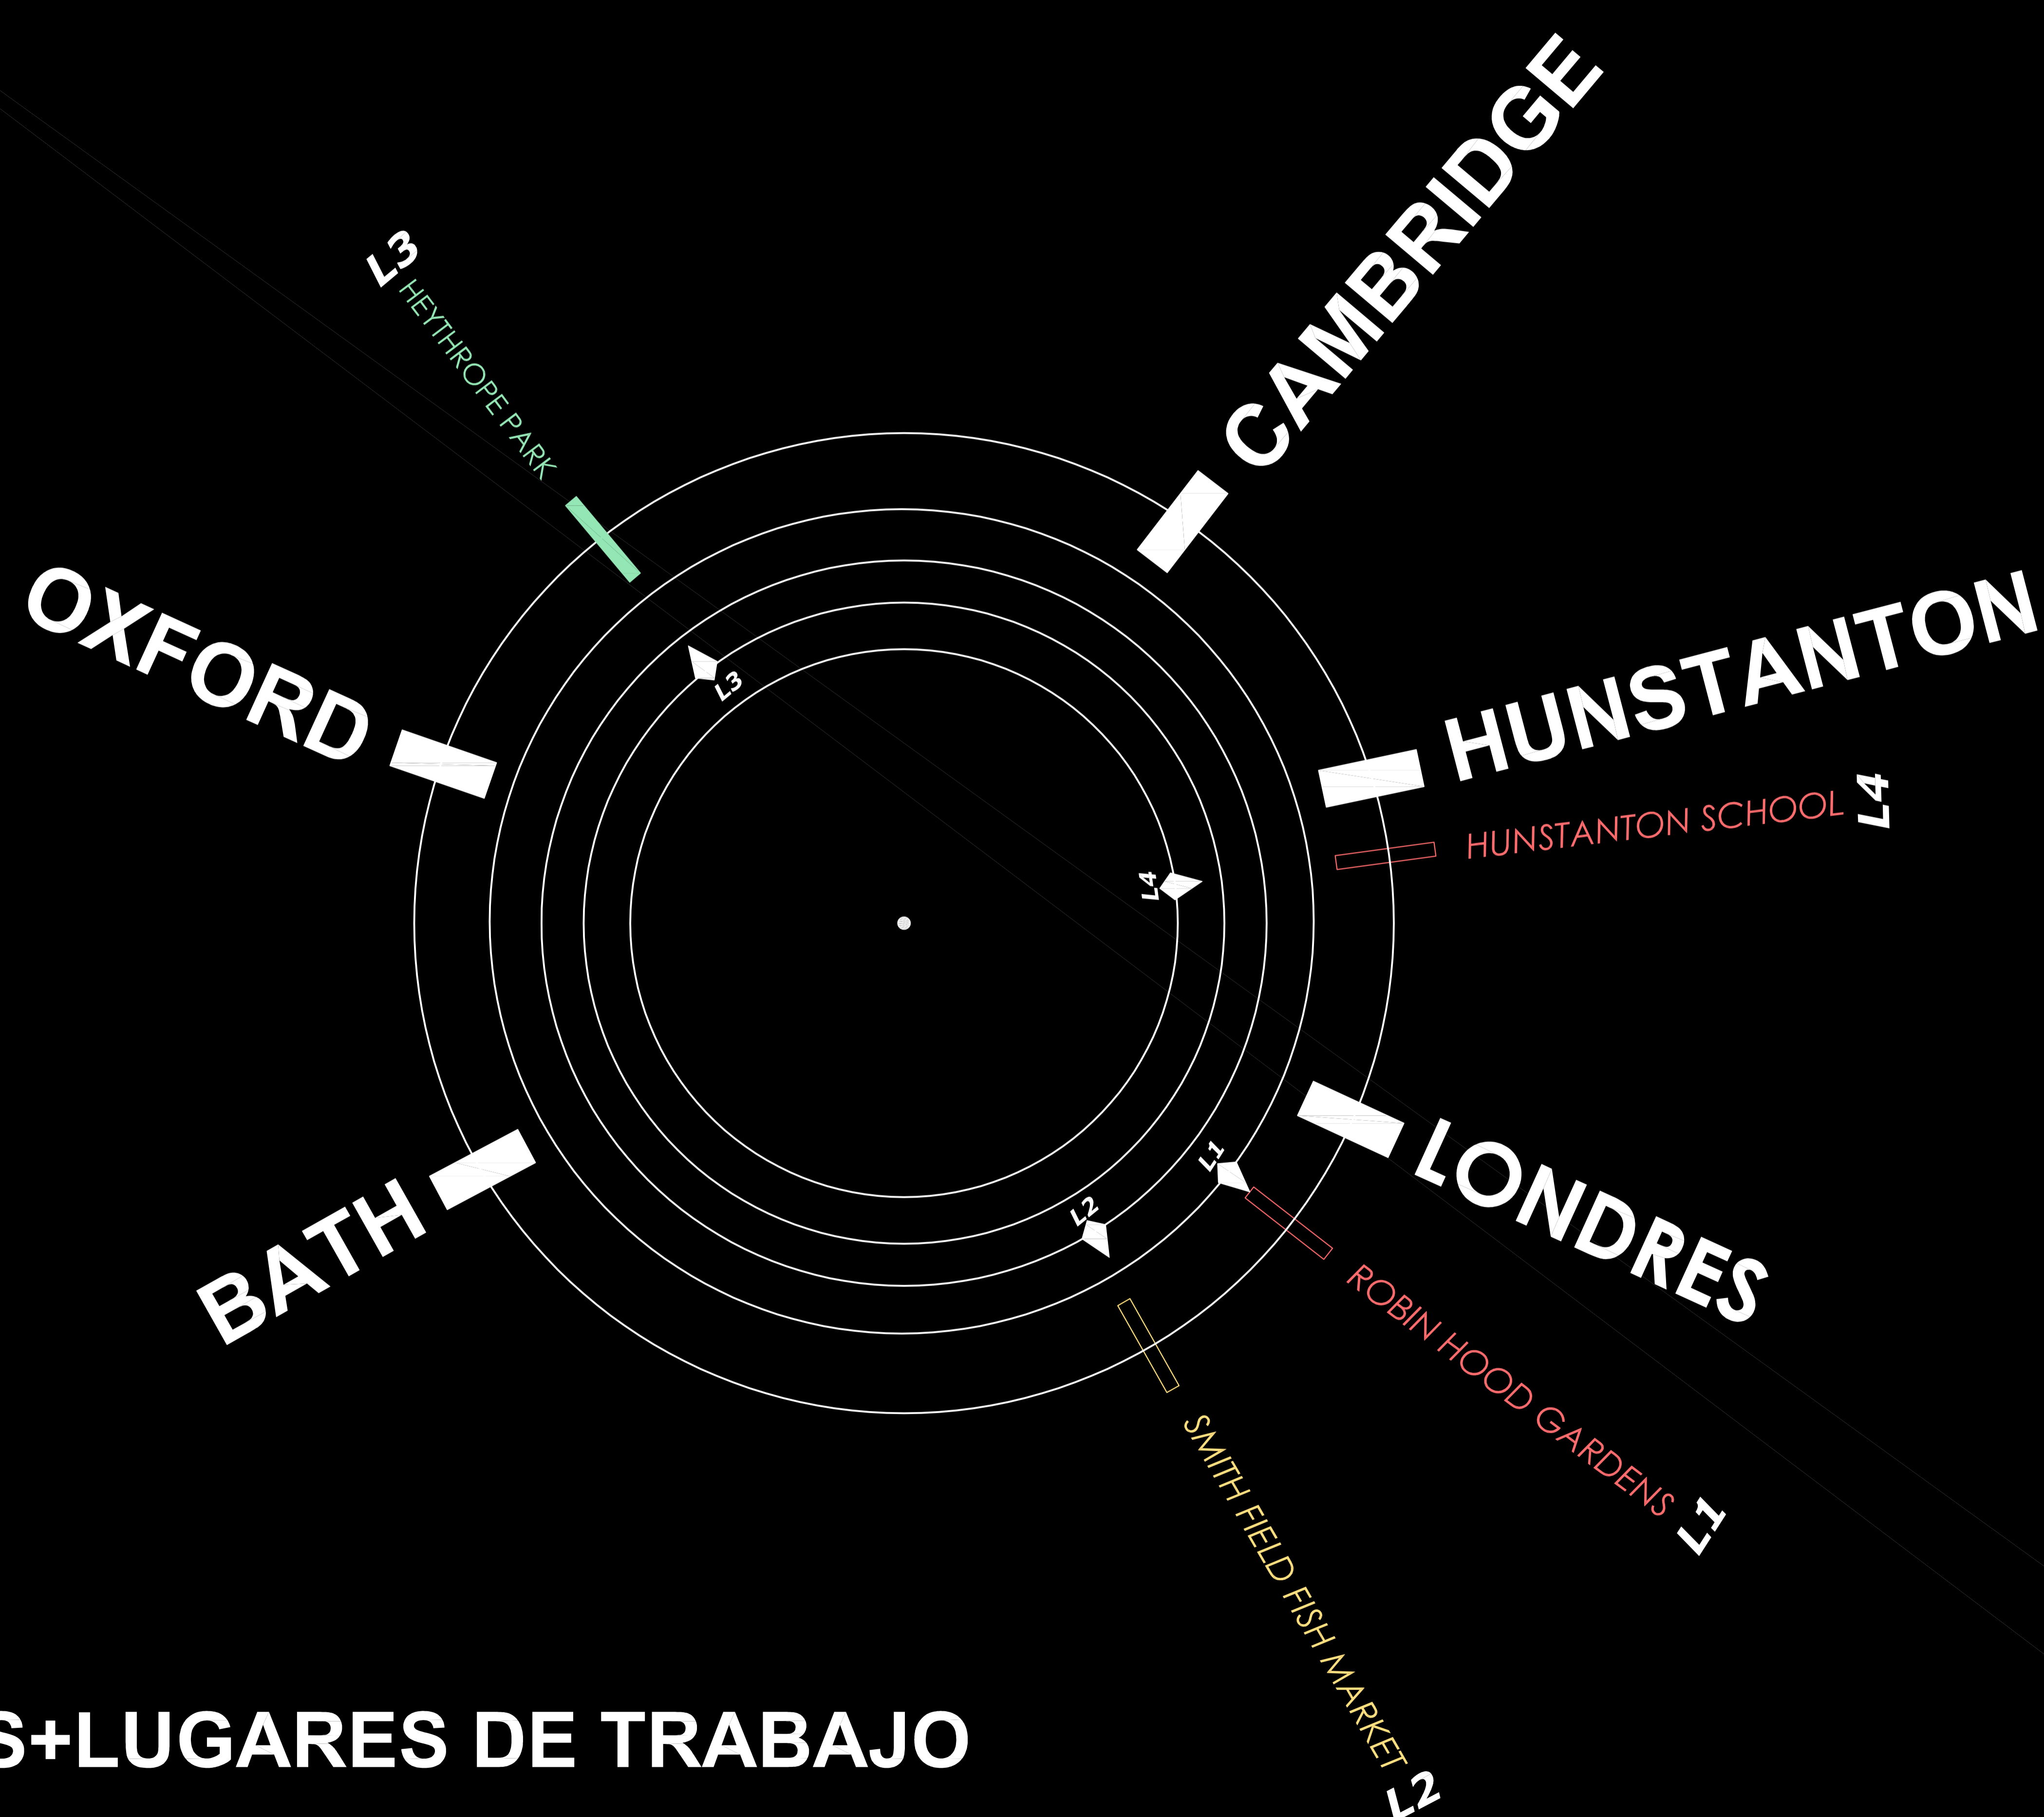 CAMBRIDGE
L3
HEYTHROPE PARK
OXFORD
HUNSTANTON
HUNSTANTON SCHOOL
L4
L3
L4
L1
L2
LONDRES
BATH
ROBIN HOOD GARDENS
L1
SMITH FIELD FISH MARKET
L2
S+LUGARES DE TRABAJO